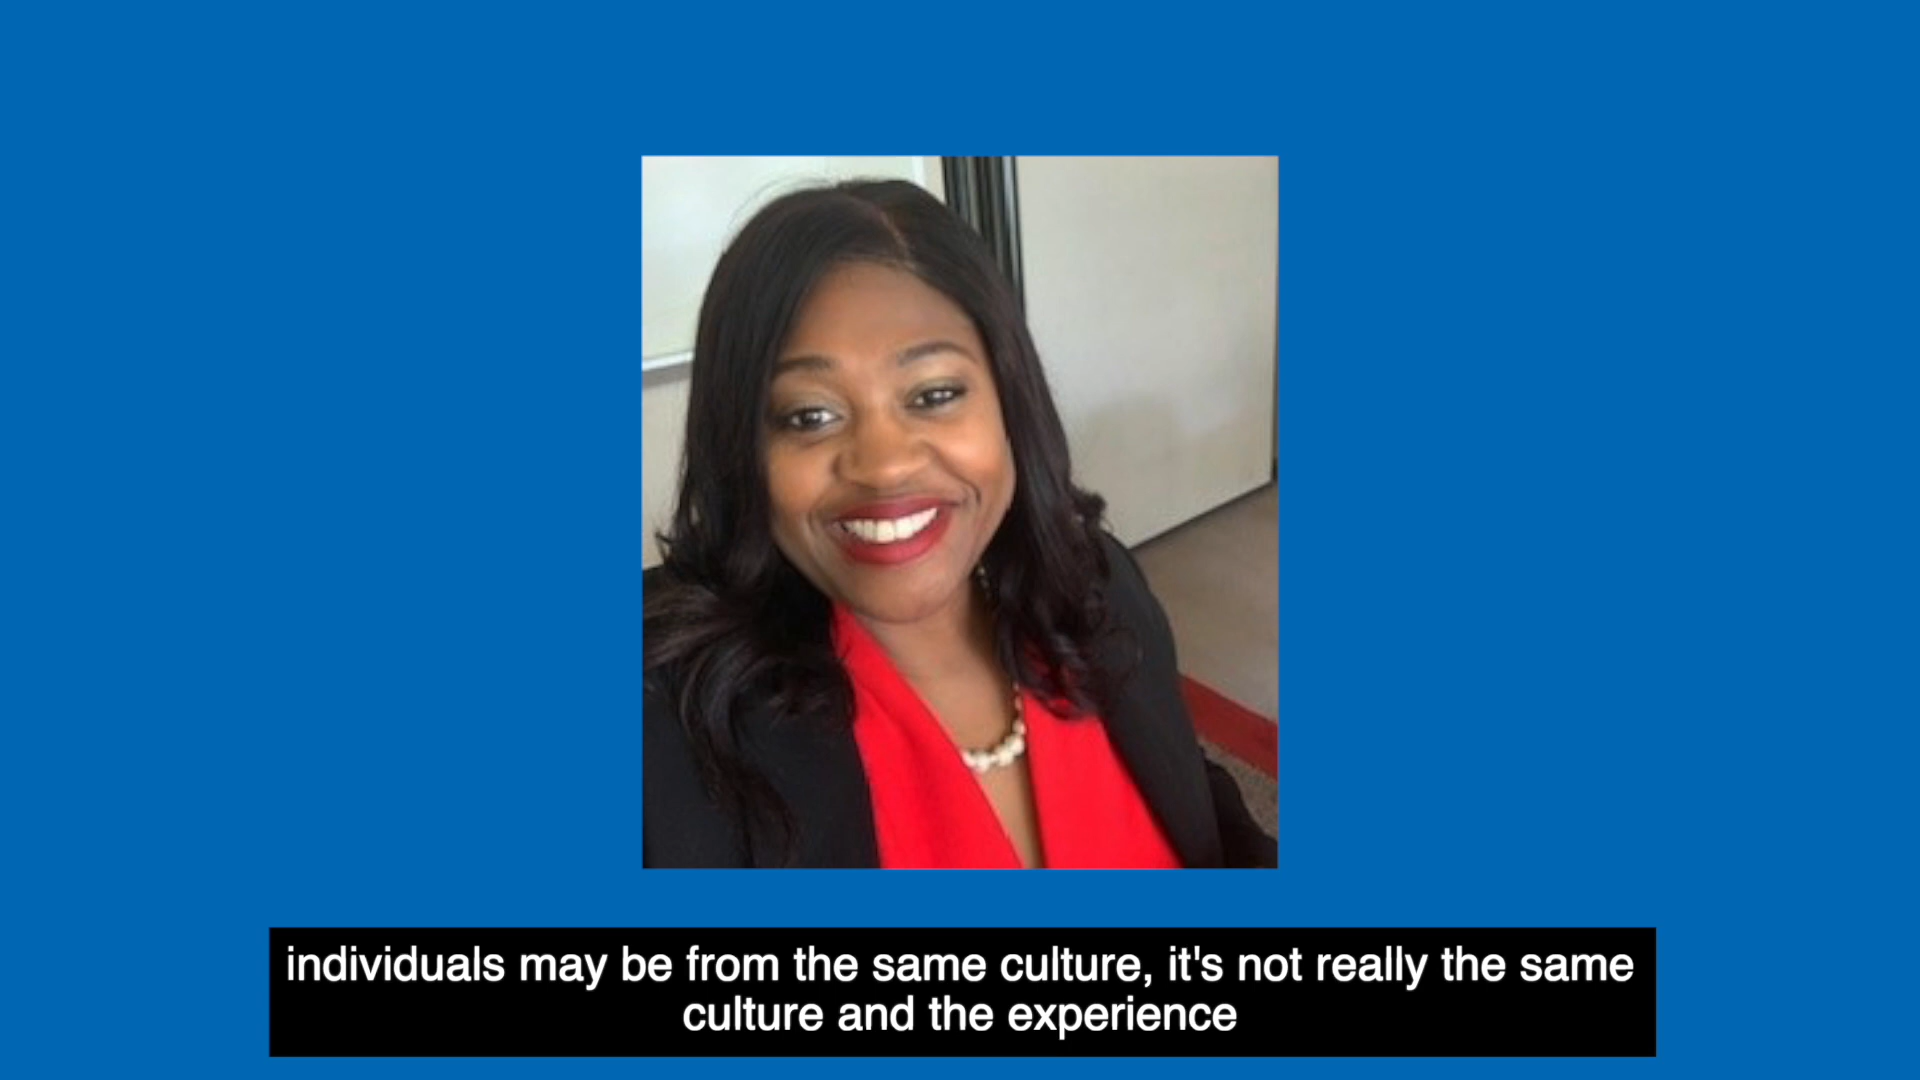 individuals may be from the same culture, it's not really the same
culture and the experience